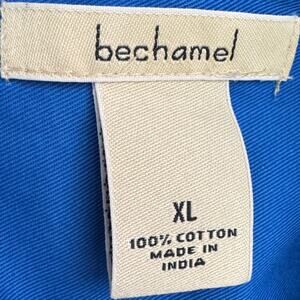 bechamel
XL
100% COTTON
MADE IN
INDIA